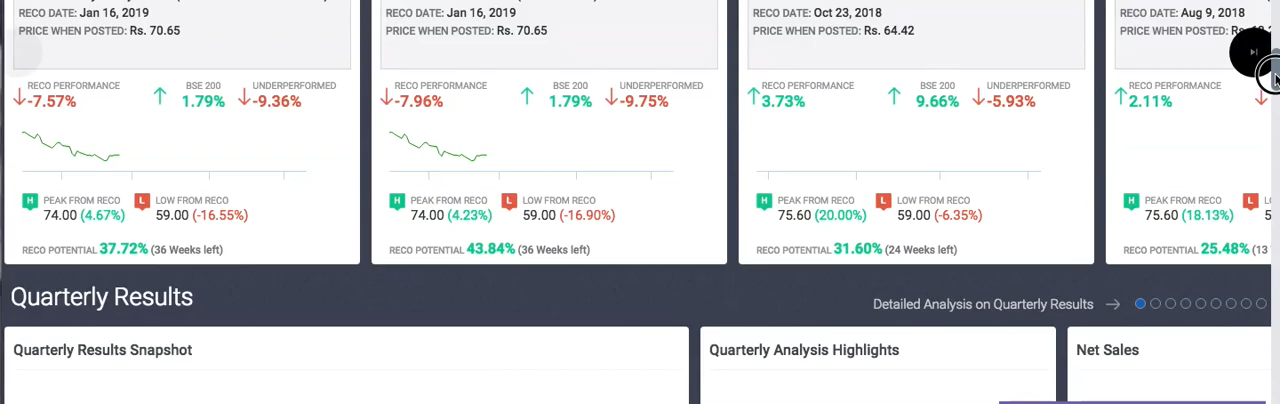 RECO DATE: Jan 16, 2019
PRICE WHEN POSTED: Rs. 70.65
RECO PERFORMANCE
-7.57%
BSE 200
1.79%
UNDERPERFORMED
-9.36%
H PEAK FROM RECO
74.00 (4.67%)
L LOW FROM RECO
59.00 (-16.55%)
RECO POTENTIAL 37.72% (36 Weeks left)
RECO DATE: Jan 16, 2019
PRICE WHEN POSTED: Rs. 70.65
RECO PERFORMANCE
-7.96%
BSE 200
1.79%
UNDERPERFORMED
-9.75%
H PEAK FROM RECO
74.00 (4.23%)
L LOW FROM RECO
59.00 (-16.90%)
RECO POTENTIAL 43.84% (36 Weeks left)
RECO DATE: Oct 23, 2018
PRICE WHEN POSTED: Rs. 64.42
RECO PERFORMANCE
3.73%
BSE 200
9.66%
UNDERPERFORMED
-5.93%
H PEAK FROM RECO
75.60 (20.00%)
L LOW FROM RECO
59.00 (-6.35%)
RECO POTENTIAL 31.60% (24 Weeks left)
RECO DATE: Aug 9, 2018
PRICE WHEN POSTED:
RECO PERFORMANCE
2.11%
H PEAK FROM RECO
75.60 (18.13%)
L
RECO POTENTIAL 25.48% (13
Quarterly Results
Detailed Analysis on Quarterly Results
Quarterly Results Snapshot
Quarterly Analysis Highlights
Net Sales